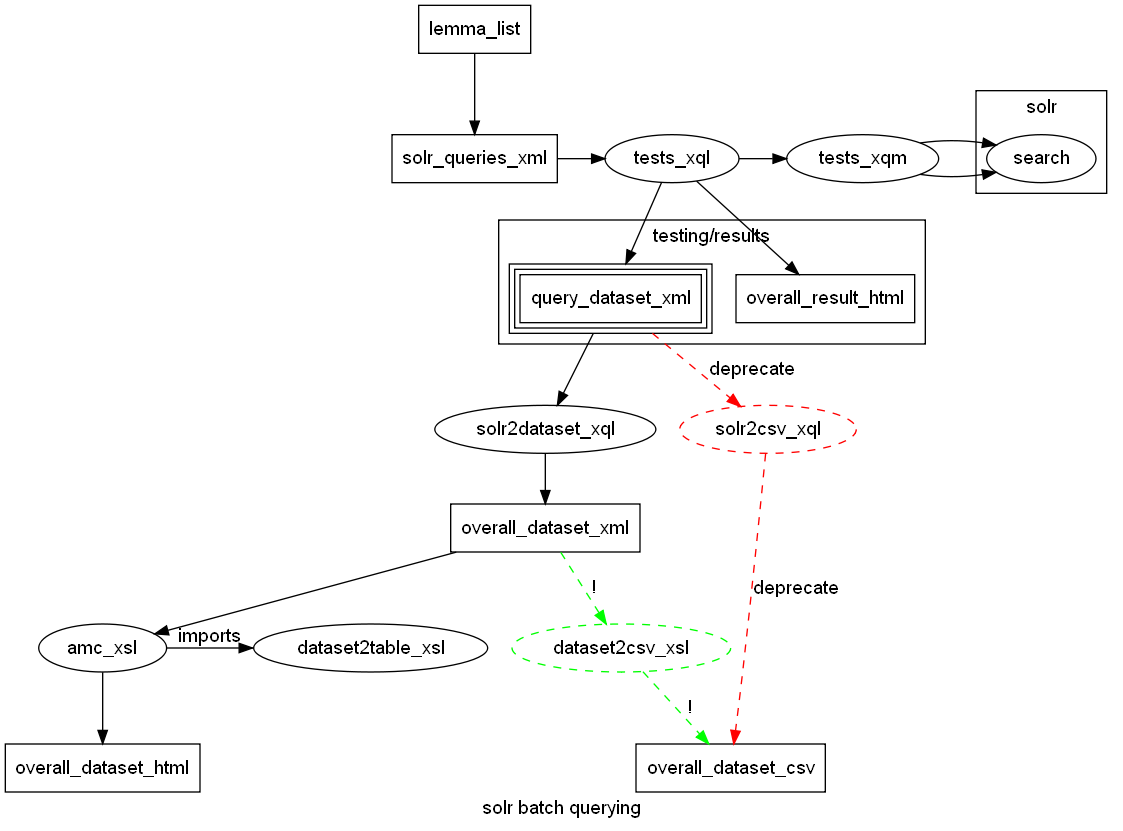 lemma_list
solr
solr_queries_xml
tests_xql
tests_xqm
search
testing/results
query_dataset_xml
overall_result_html
deprecate
solr2dataset_xql
solr2csv_xql
overall_dataset_xml
!
deprecate
imports
amc_xsl
dataset2table_xsl
dataset2csv_xsl
!
overall_dataset_html
overall_dataset_csv
solr batch querying